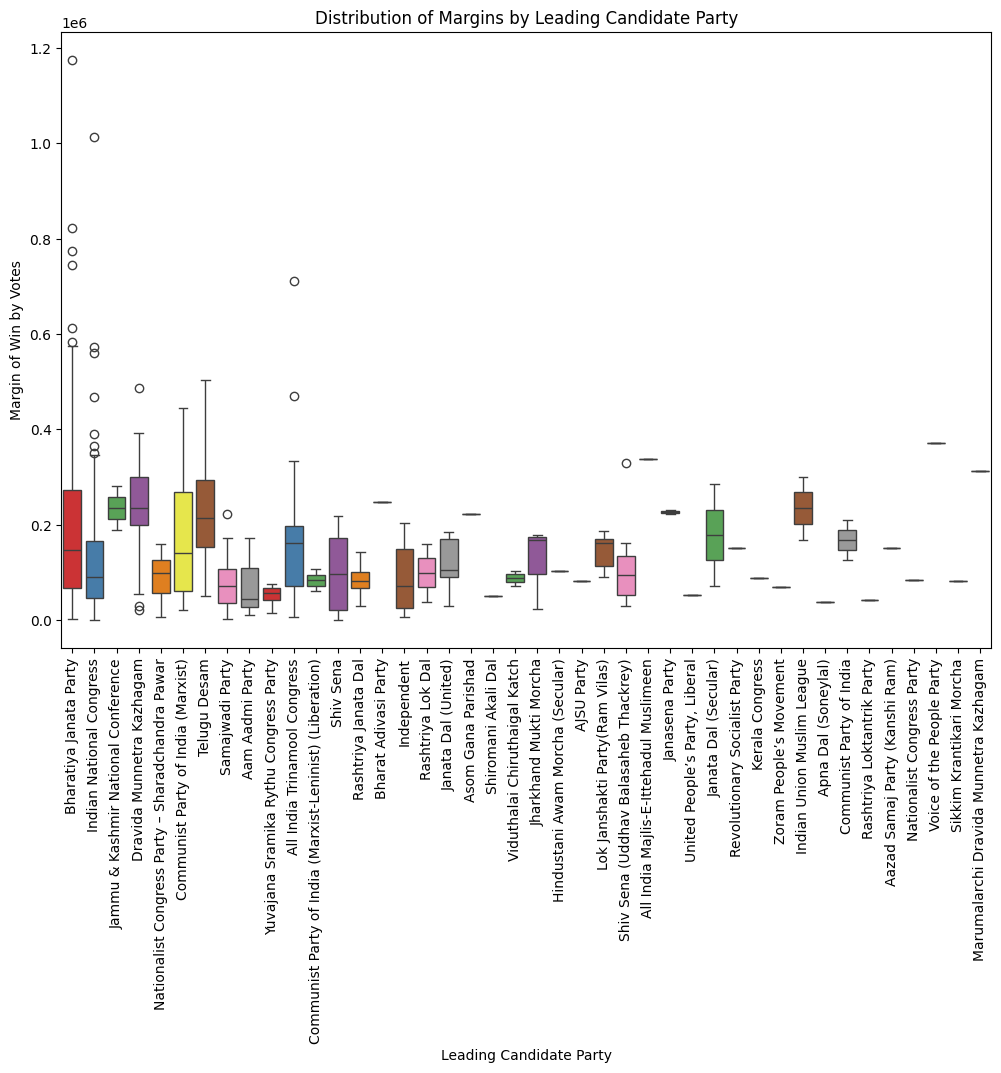 Distribution of Margins by Leading Candidate Party
1e6
1.2
1.0
0.8
0.6
0.4
0.2
0.0
Margin of Win by Votes
Bharatiya Janata Party
Indian National Congress
Jammu & Kashmir National Conference
Dravida Munnetra Kazhagam
Nationalist Congress Party – Sharadchandra Pawar
Communist Party of India (Marxist)
Telugu Desam
Samajwadi Party
Aam Aadmi Party
Yuvajana Sramika Rythu Congress Party
All India Trinamool Congress
Communist Party of India (Marxist-Leninist) (Liberation)
Shiv Sena
Rashtriya Janata Dal
Bharat Adivasi Party
Independent
Rashtriya Lok Dal
Janata Dal (United)
Asom Gana Parishad
Shiromani Akali Dal
Viduthalai Chiruthaigal Katch
Jharkhand Mukti Morcha
Hindustani Awam Morcha (Secular)
AJSU Party
Lok Janshakti Party(Ram Vilas)
Shiv Sena (Uddhav Balasaheb Thackrey)
All India Majlis-E-Ittehadul Muslimeen
Janasena Party
United People’s Party, Liberal
Janata Dal (Secular)
Revolutionary Socialist Party
Kerala Congress
Zoram People’s Movement
Indian Union Muslim League
Apna Dal (Soneylal)
Communist Party of India
Rashtriya Loktantrik Party
Aazad Samaj Party (Kanshi Ram)
Nationalist Congress Party
Voice of the People Party
Sikkim Krantikari Morcha
Marumalarchi Dravida Munnetra Kazhagam
Leading Candidate Party